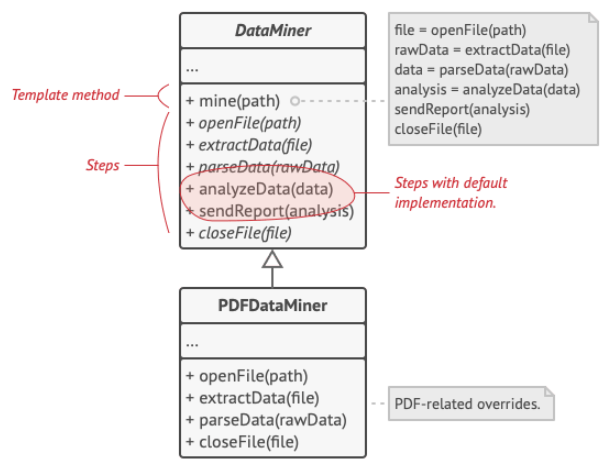 DataMiner
...
Template method
+ mine(path)
+ openFile(path)
+ extractData(file)
Steps
+ parseData(rawData)
+ analyzeData(data)
+ sendReport(analysis)
+ closeFile(file)
file = openFile(path)
rawData = extractData(file)
data = parseData(rawData)
analysis = analyzeData(data)
sendReport(analysis)
closeFile(file)
Steps with default
implementation.
PDFDataMiner
...
+ openFile(path)
+ extractData(file)
+ parseData(rawData)
+ closeFile(file)
PDF-related overrides.